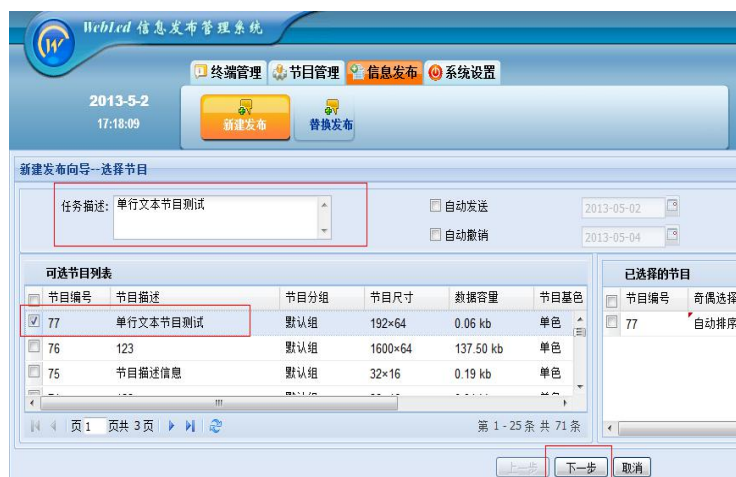 WebLed 信息发布管理系统
终端管理 节目管理 信息发布 系统设置
2013-5-2
17:18:09
新建发布 替换发布
新建发布向导--选择节目
任务描述: 单行文本节目测试
自动发送 2013-05-02
自动撤销 2013-05-04
可选节目列表
节目编号 节目描述 节目分组 节目尺寸 数据容量 节目基色
77 单行文本节目测试 默认组 192×64 0.06 kb 单色
76 123 默认组 1600×64 137.50 kb 单色
75 节目描述信息 默认组 32×16 0.19 kb 单色
页 1 页共 3 页 第 1 - 25 条 共 71 条
已选择的节目
节目编号 奇偶选择
77 自动排序
上一步 下一步 取消